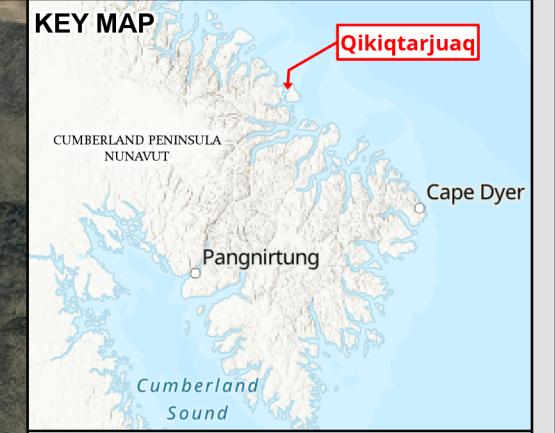 KEY MAP
Qikiqtarjuaq
CUMBERLAND PENINSULA
NUNAVUT
Cape Dyer
Pangnirtung
Cumberland
Sound